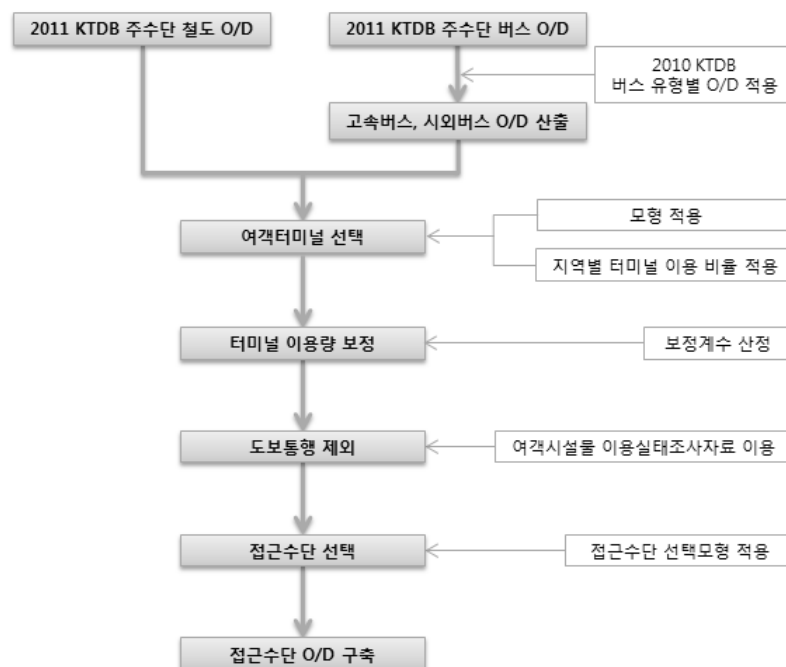 2011 KTDB 주수단 철도 O/D
2011 KTDB 주수단 버스 O/D
2010 KTDB
버스 유형별 O/D 적용
고속버스, 시외버스 O/D 산출
여객터미널 선택
모형 적용
지역별 터미널 이용 비율 적용
터미널 이용량 보정
보정계수 산정
도보통행 제외
여객시설물 이용실태조사자료 이용
접근수단 선택
접근수단 선택모형 적용
접근수단 O/D 구축